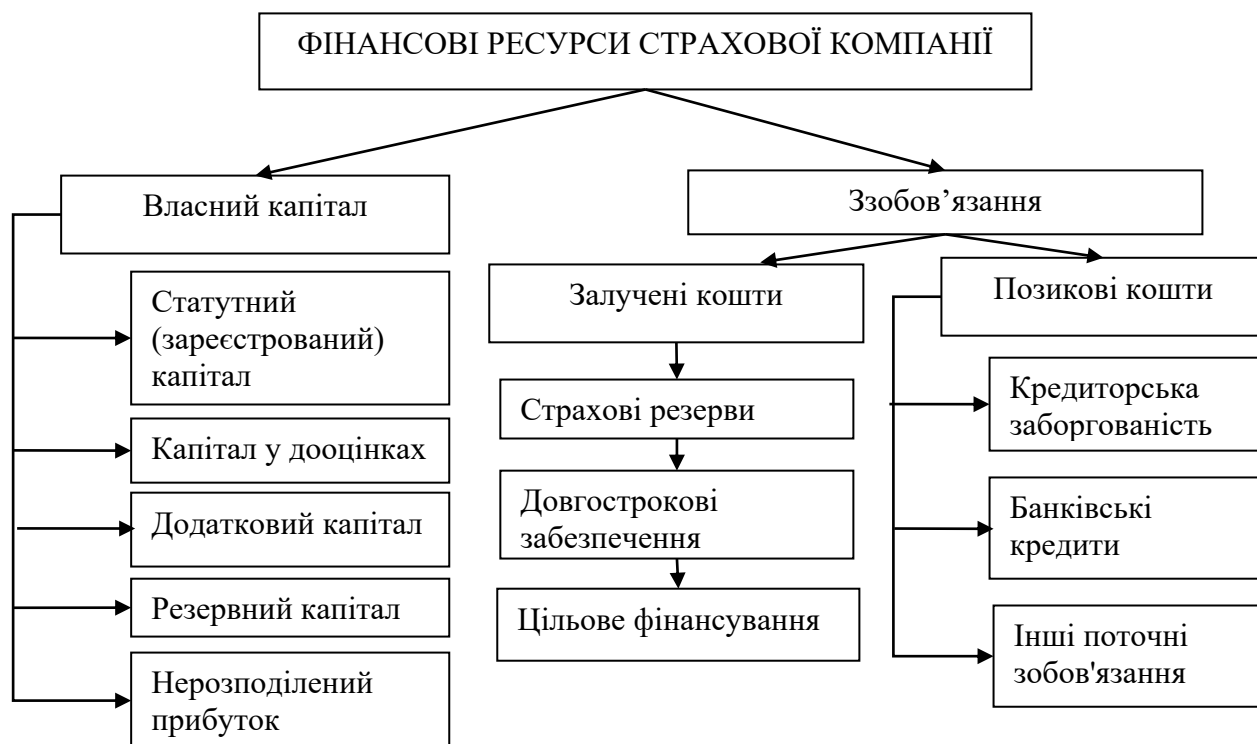 ФІНАНСОВІ РЕСУРСИ СТРАХОВОЇ КОМПАНІЇ
Власний капітал
Ззобов’язання
Статутний
(зареєстрований)
капітал
Капітал у дооцінках
Додатковий капітал
Резервний капітал
Нерозподілений
прибуток
Залучені кошти
Страхові резерви
Довгострокові
забезпечення
Цільове фінансування
Позикові кошти
Кредиторська
заборгованість
Банківські
кредити
Інші поточні
зобов'язання